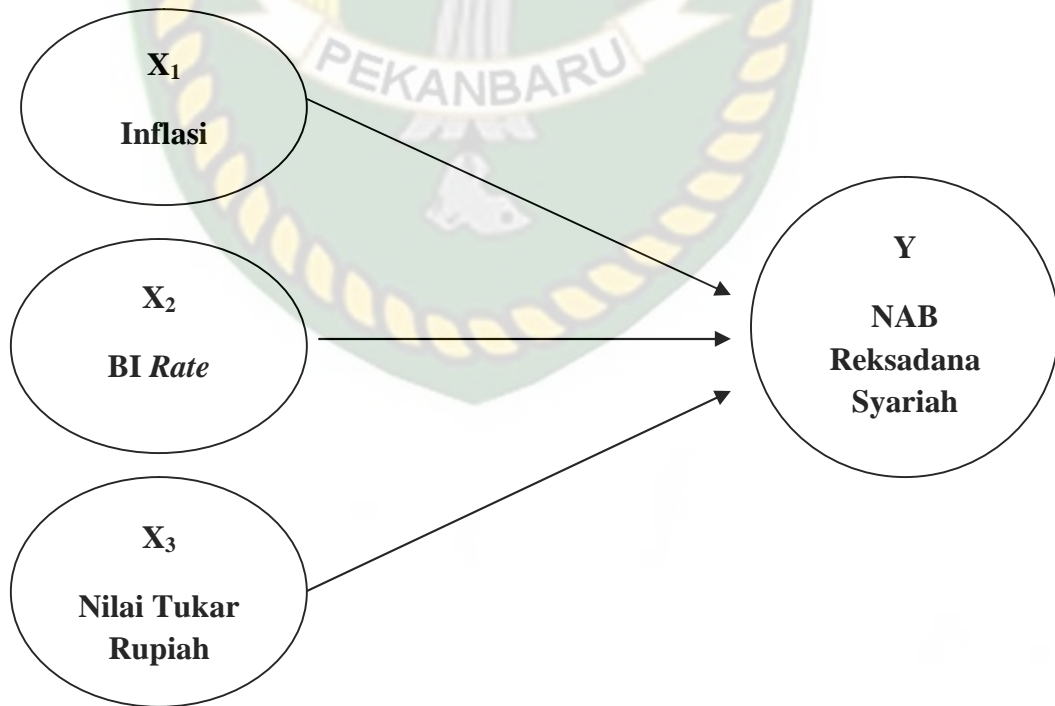 PEKANBARU
X₁
Inflasi
X₂
BI Rate
X₃
Nilai Tukar
Rupiah
Y
NAB
Reksadana
Syariah